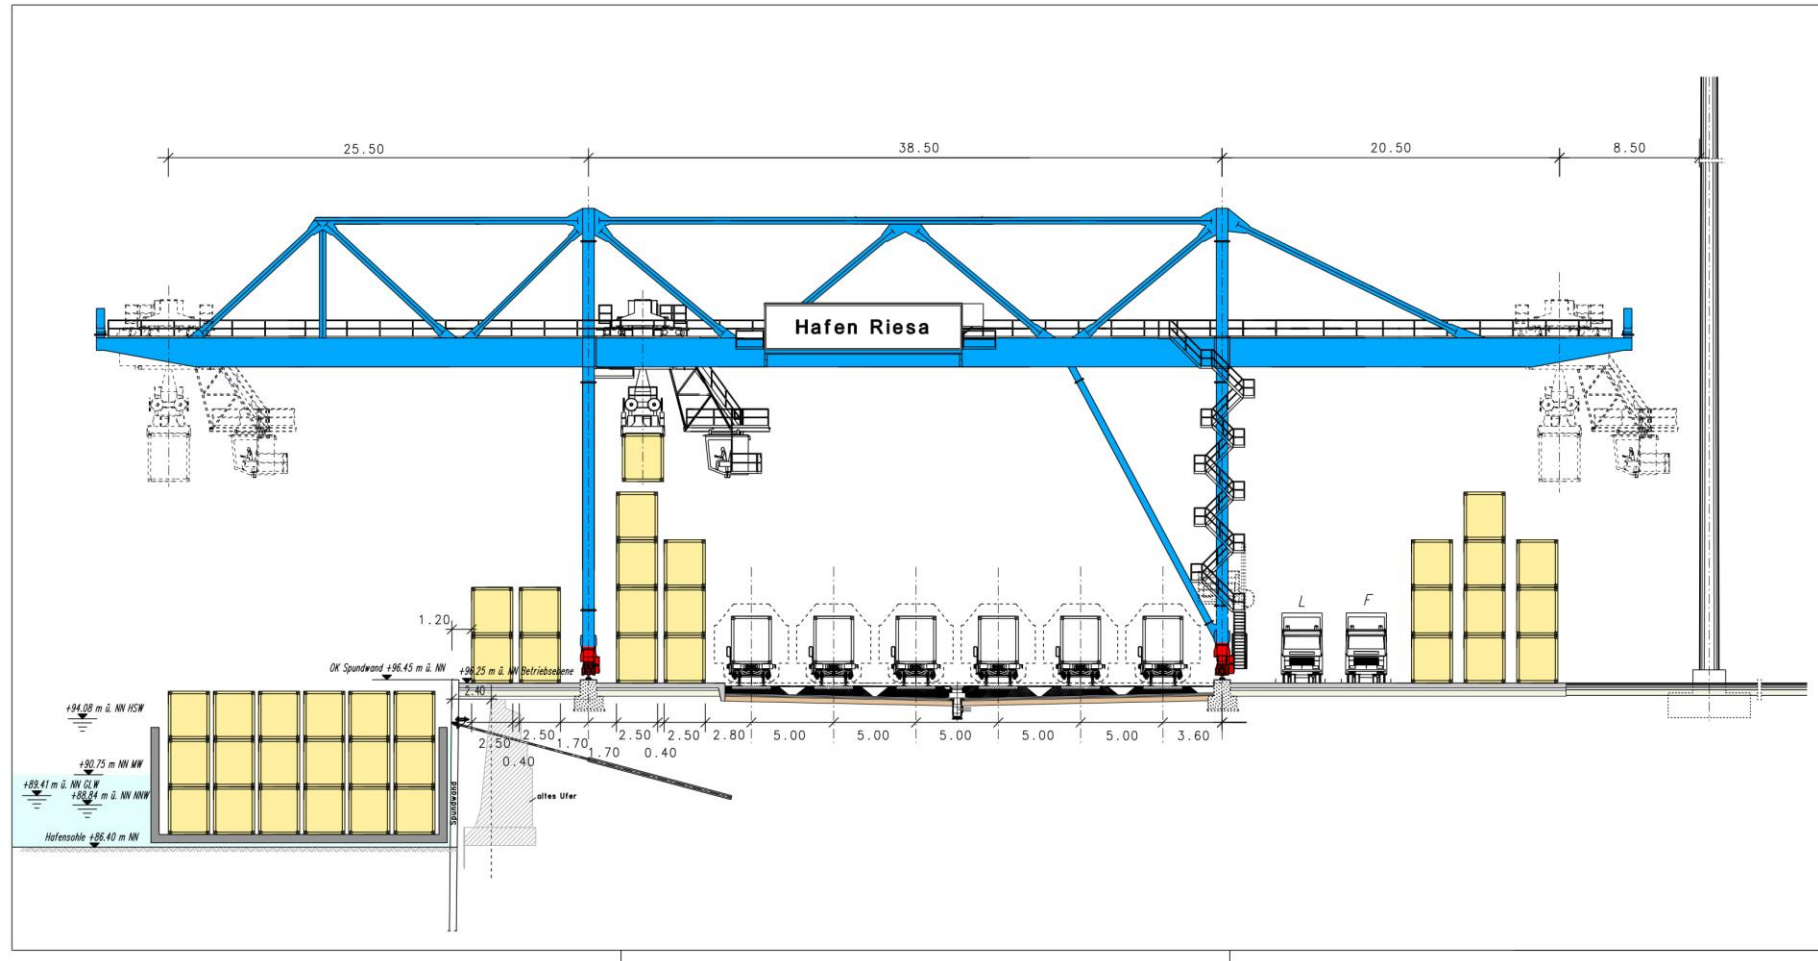 25.50
38.50
20.50
8.50
Hafen Riesa
1.20
L
F
OK Spundwand +96.45 m ü. NN
+96.25 m ü. NN Betriebsebene
2.40
+94.08 m ü. NN HSW
2.50
0.40
2.50
1.70
1.70
2.50
0.40
2.50
2.80
5.00
5.00
5.00
5.00
5.00
3.60
+90.75 m NN MW
+89.41 m ü. NN GLW
+88.84 m ü. NN NNW
Spundwand
altes Ufer
Hafensohle +86.40 m NN